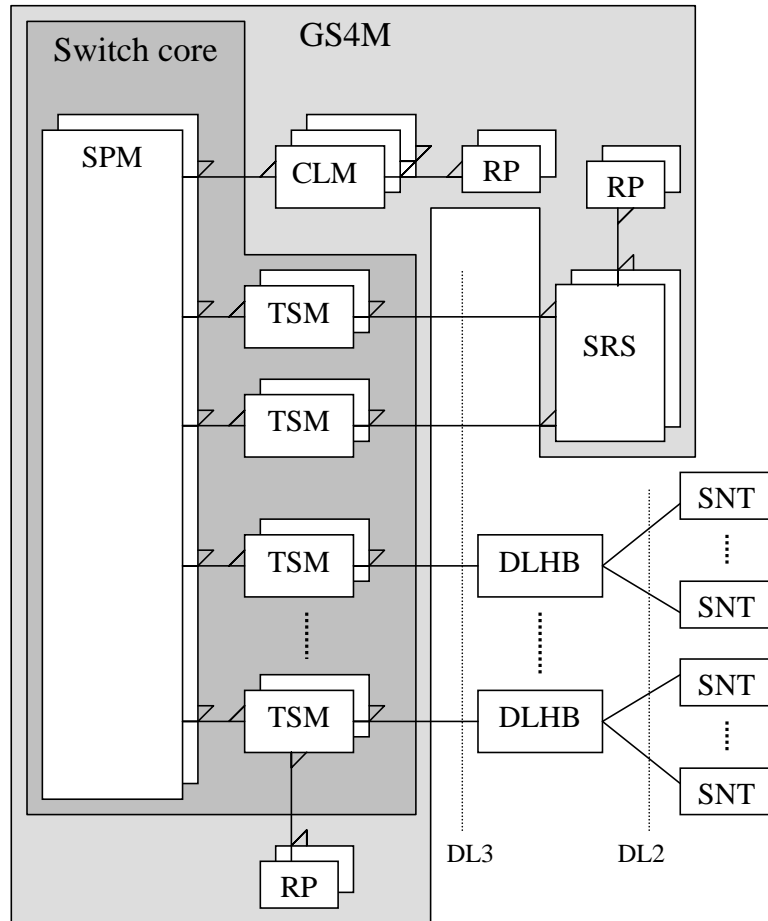 GS4M
Switch core
SPM
CLM
RP
RP
TSM
SRS
TSM
SNT
TSM
DLHB
SNT
SNT
TSM
DLHB
SNT
DL3
DL2
RP